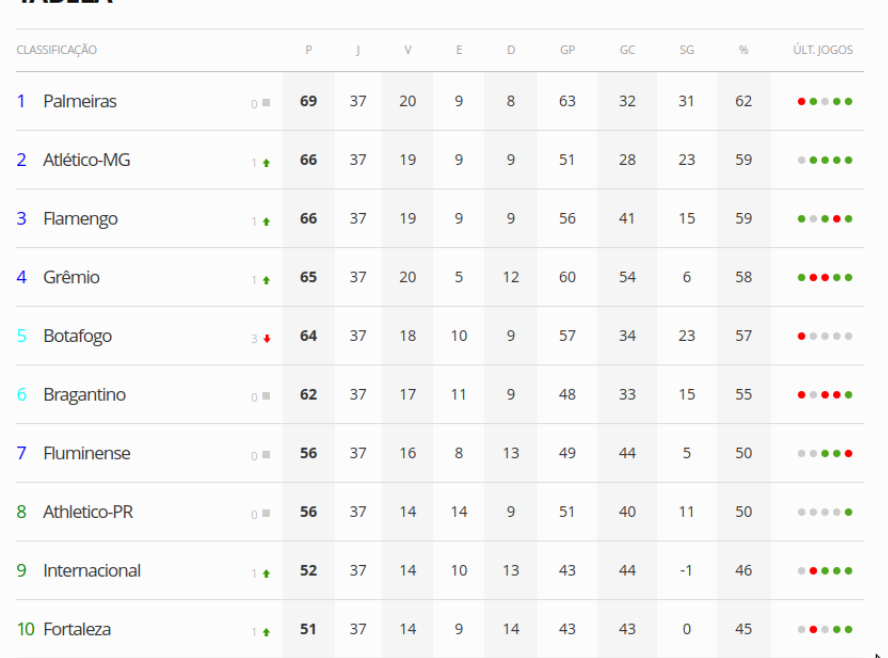 TABELA
CLASSIFICAÇÃO P J V E D GP GC SG % ÚLT. JOGOS
1 Palmeiras 0 69 37 20 9 8 63 32 31 62
2 Atlético-MG 1 66 37 19 9 9 51 28 23 59
3 Flamengo 1 66 37 19 9 9 56 41 15 59
4 Grêmio 1 65 37 20 5 12 60 54 6 58
5 Botafogo 3 64 37 18 10 9 57 34 23 57
6 Bragantino 0 62 37 17 11 9 48 33 15 55
7 Fluminense 0 56 37 16 8 13 49 44 5 50
8 Athletico-PR 0 56 37 14 14 9 51 40 11 50
9 Internacional 1 52 37 14 10 13 43 44 -1 46
10 Fortaleza 1 51 37 14 9 14 43 43 0 45